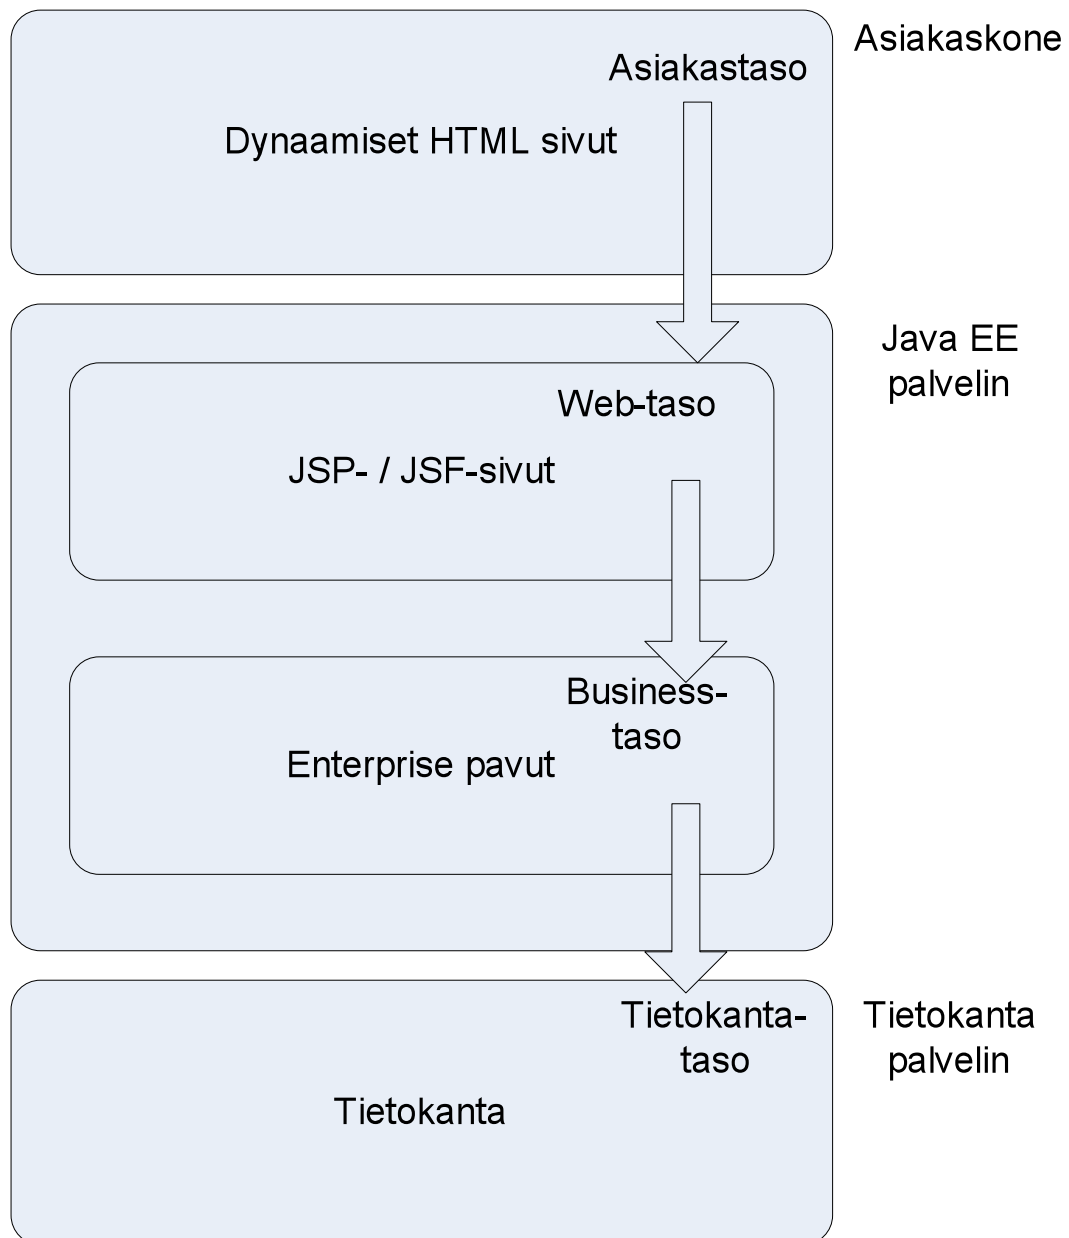 Asiakaskone
Asiakastaso
Dynaamiset HTML sivut
Java EE
palvelin
Web-taso
JSP- / JSF-sivut
Business-
taso
Enterprise pavut
Tietokanta-
taso
Tietokanta
palvelin
Tietokanta